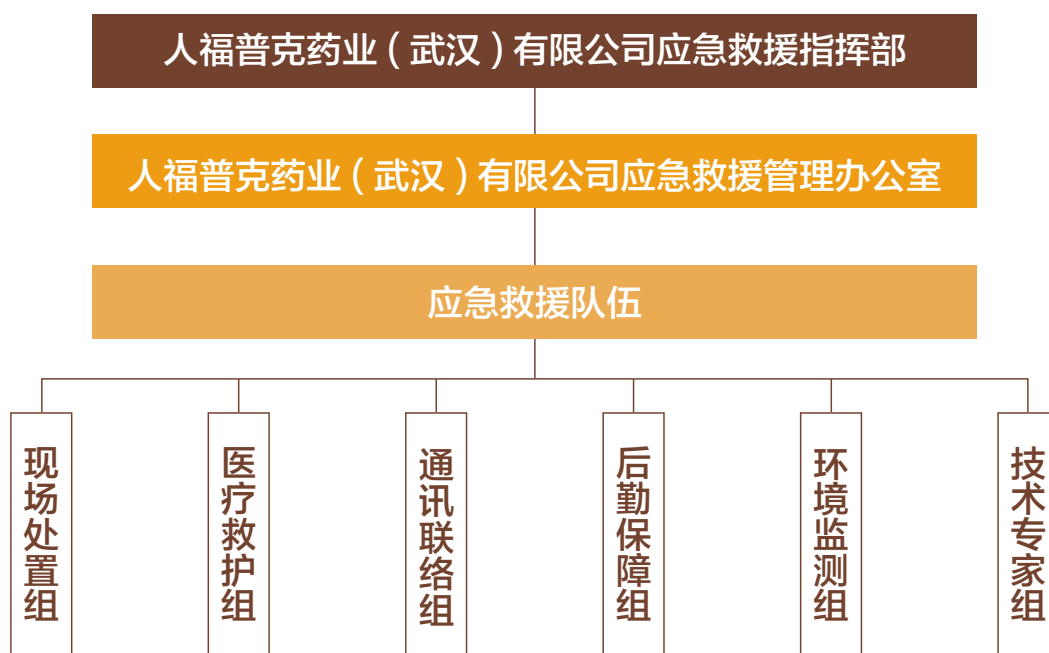 人福普克药业（武汉）有限公司应急救援指挥部
人福普克药业（武汉）有限公司应急救援管理办公室
应急救援队伍
现场处置组
医疗救护组
通讯联络组
后勤保障组
环境监测组
技术专家组